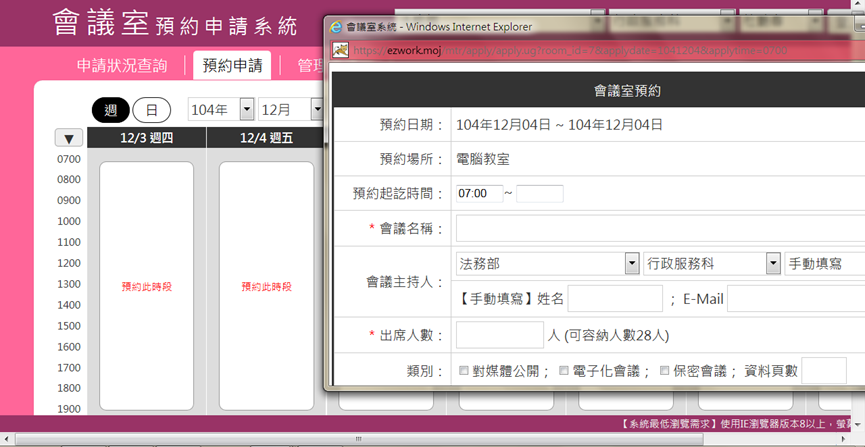 會議室預約申請系統
申請狀況查詢
預約申請
管理
週
日
104年
12月
▼
12/3 週四
12/4 週五
0700
0800
0900
1000
1100
1200
1300
1400
1500
1600
1700
1800
1900
預約此時段
預約此時段
會議室系統 - Windows Internet Explorer
會議室預約
預約日期：
104年12月04日 ~ 104年12月04日
預約場所：
電腦教室
預約起訖時間：
07:00 ~
* 會議名稱：
會議主持人：
法務部
行政服務科
手動填寫
【手動填寫】姓名 ； E-Mail
* 出席人數：
人 (可容納人數28人)
類別：
對媒體公開； 電子化會議； 保密會議； 資料頁數
【系統最低瀏覽需求】使用IE瀏覽器版本8以上，螢